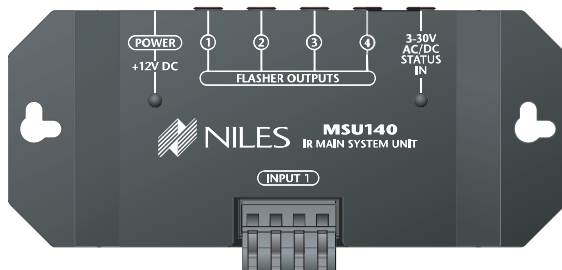 POWER
+12V DC
1 2 3 4
FLASHER OUTPUTS
3-30V
AC/DC
STATUS
IN
NILES
MSU140
IR MAIN SYSTEM UNIT
INPUT 1